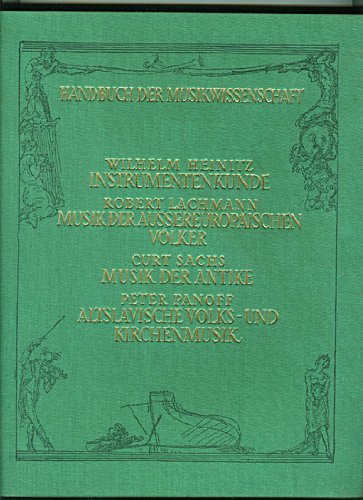 HANDBUCH DER MUSIKWISSENSCHAFT
WILHELM HEINITZ
INSTRUMENTENKUNDE
ROBERT LACHMANN
MUSIK DER AUSSEREUROPÄISCHEN
VÖLKER
CURT SACHS
MUSIK DER ANTIKE
PETER PANOFF
ALTSLAVISCHE VOLKS- UND
KIRCHENMUSIK